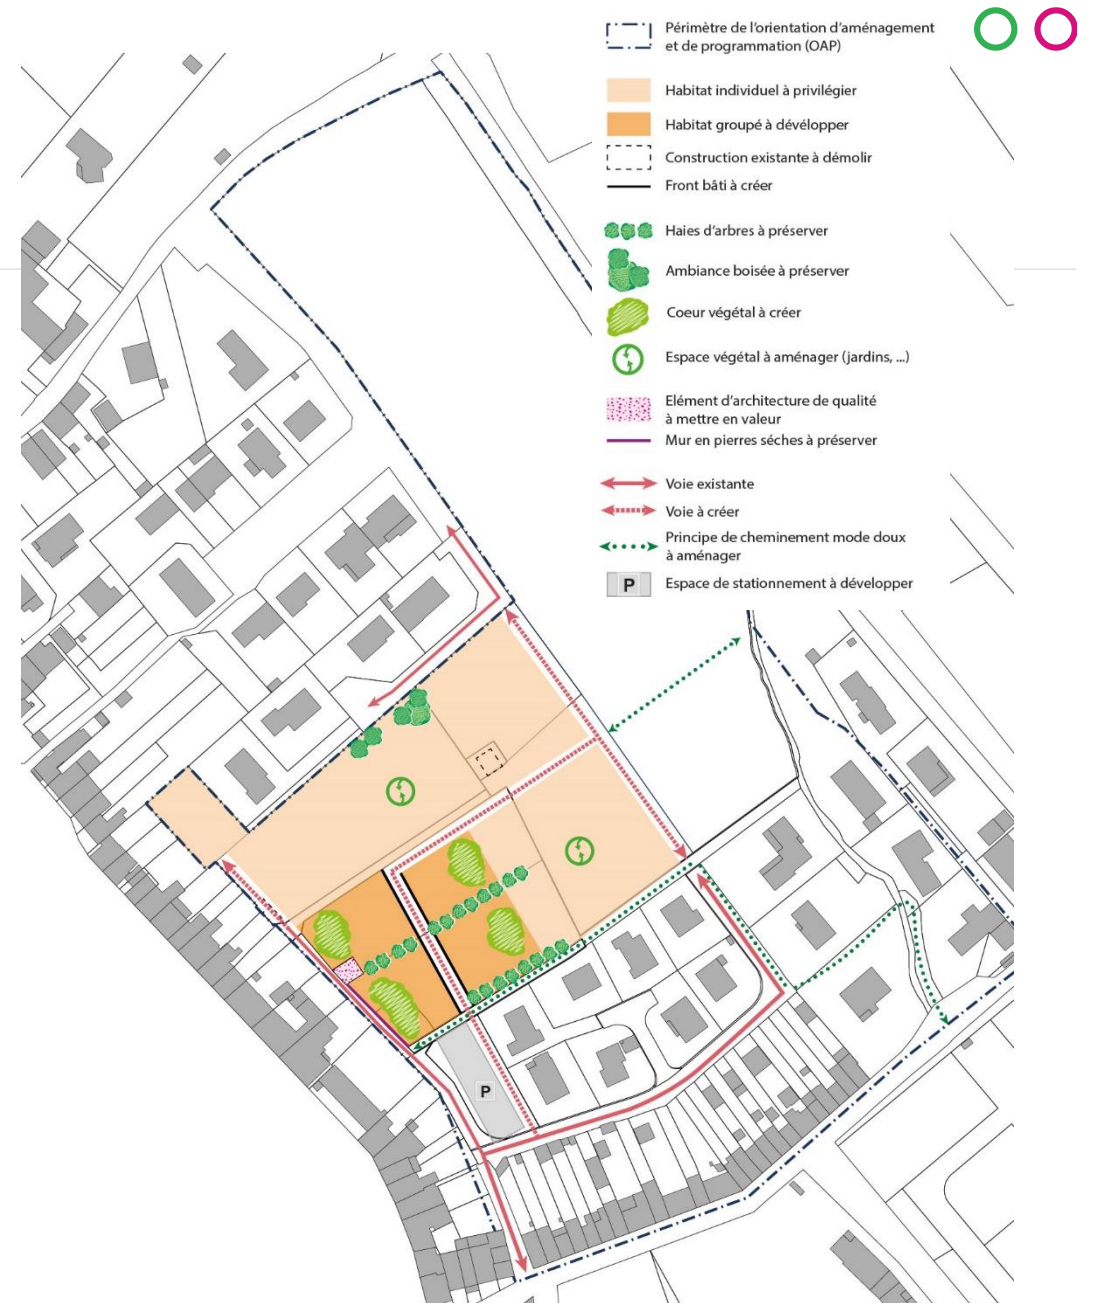 Périmètre de l'orientation d'aménagement
et de programmation (OAP)
Habitat individuel à privilégier
Habitat groupé à dévélopper
Construction existante à démolir
Front bâti à créer
Haies d'arbres à préserver
Ambiance boisée à préserver
Coeur végétal à créer
Espace végétal à aménager (jardins, ...)
Elément d'architecture de qualité
à mettre en valeur
Mur en pierres séches à préserver
Voie existante
Voie à créer
Principe de cheminement mode doux
à aménager
P Espace de stationnement à développer
P